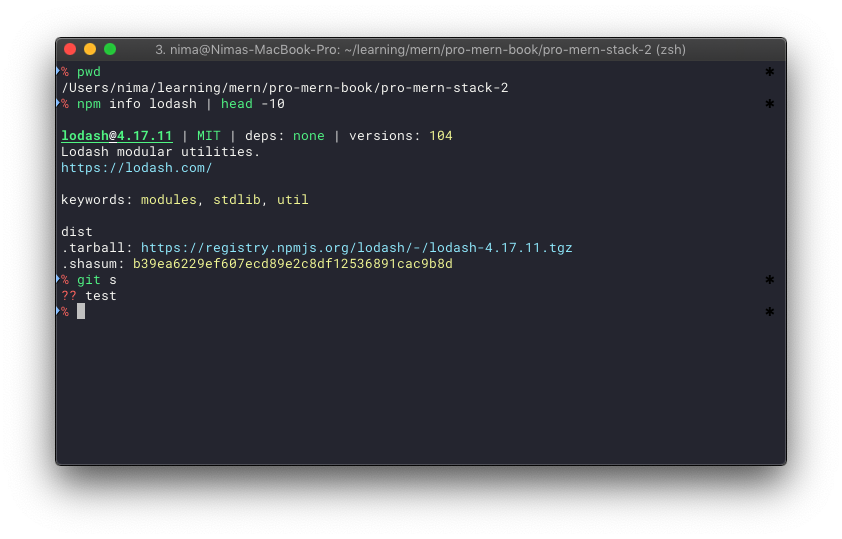 3. nima@Nimas-MacBook-Pro: ~/learning/mern/pro-mern-book/pro-mern-stack-2 (zsh)
% pwd *
/Users/nima/learning/mern/pro-mern-book/pro-mern-stack-2
% npm info lodash | head -10 *
lodash@4.17.11 | MIT | deps: none | versions: 104
Lodash modular utilities.
https://lodash.com/
keywords: modules, stdlib, util
dist
.tarball: https://registry.npmjs.org/lodash/-/lodash-4.17.11.tgz
.shasum: b39ea6229ef607ecd89e2c8df12536891cac9b8d
% git s *
?? test
% *